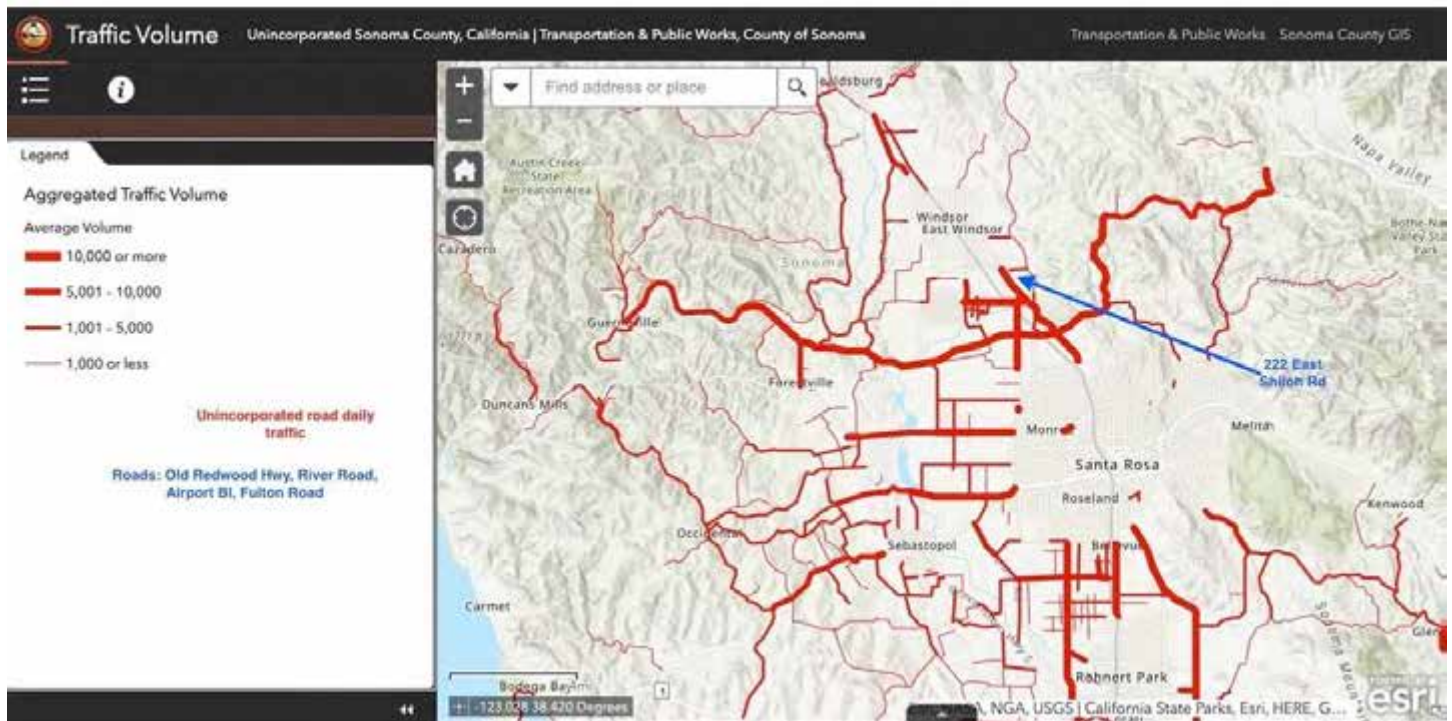 Traffic Volume
Unincorporated Sonoma County, California | Transportation & Public Works, County of Sonoma
Transportation & Public Works Sonoma County GIS
Find address or place
Legend
Aggregated Traffic Volume
Average Volume
10,000 or more
5,001 - 10,000
1,001 - 5,000
1,000 or less
Unincorporated road daily
traffic
Roads: Old Redwood Hwy, River Road,
Airport Bl, Fulton Road
Austin Creek
State
Recreation Area
Cazadero
Sonoma
Windsor
East Windsor
Napa Valley
Valley
Park
222 East
Shiloh Rd
Forestville
Duncans Mills
Santa Rosa
Roseland
Kenwood
Sebastopol
Carmet
Rohnert Park
Bodega Bay
-123.028 38.420 Degrees
NGA, USGS | California State Parks, Esri, HERE, G...
esri